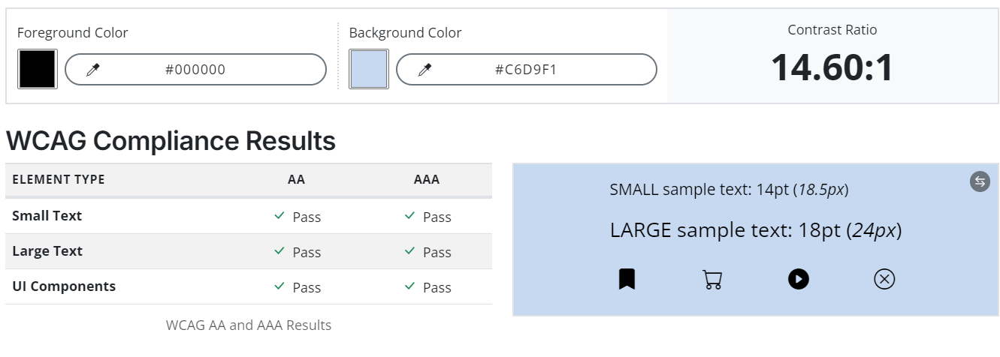 Foreground Color
#000000
Background Color
#C6D9F1
Contrast Ratio
14.60:1
WCAG Compliance Results
ELEMENT TYPE AA AAA
Small Text Pass Pass
Large Text Pass Pass
UI Components Pass Pass
WCAG AA and AAA Results
SMALL sample text: 14pt (18.5px)
LARGE sample text: 18pt (24px)